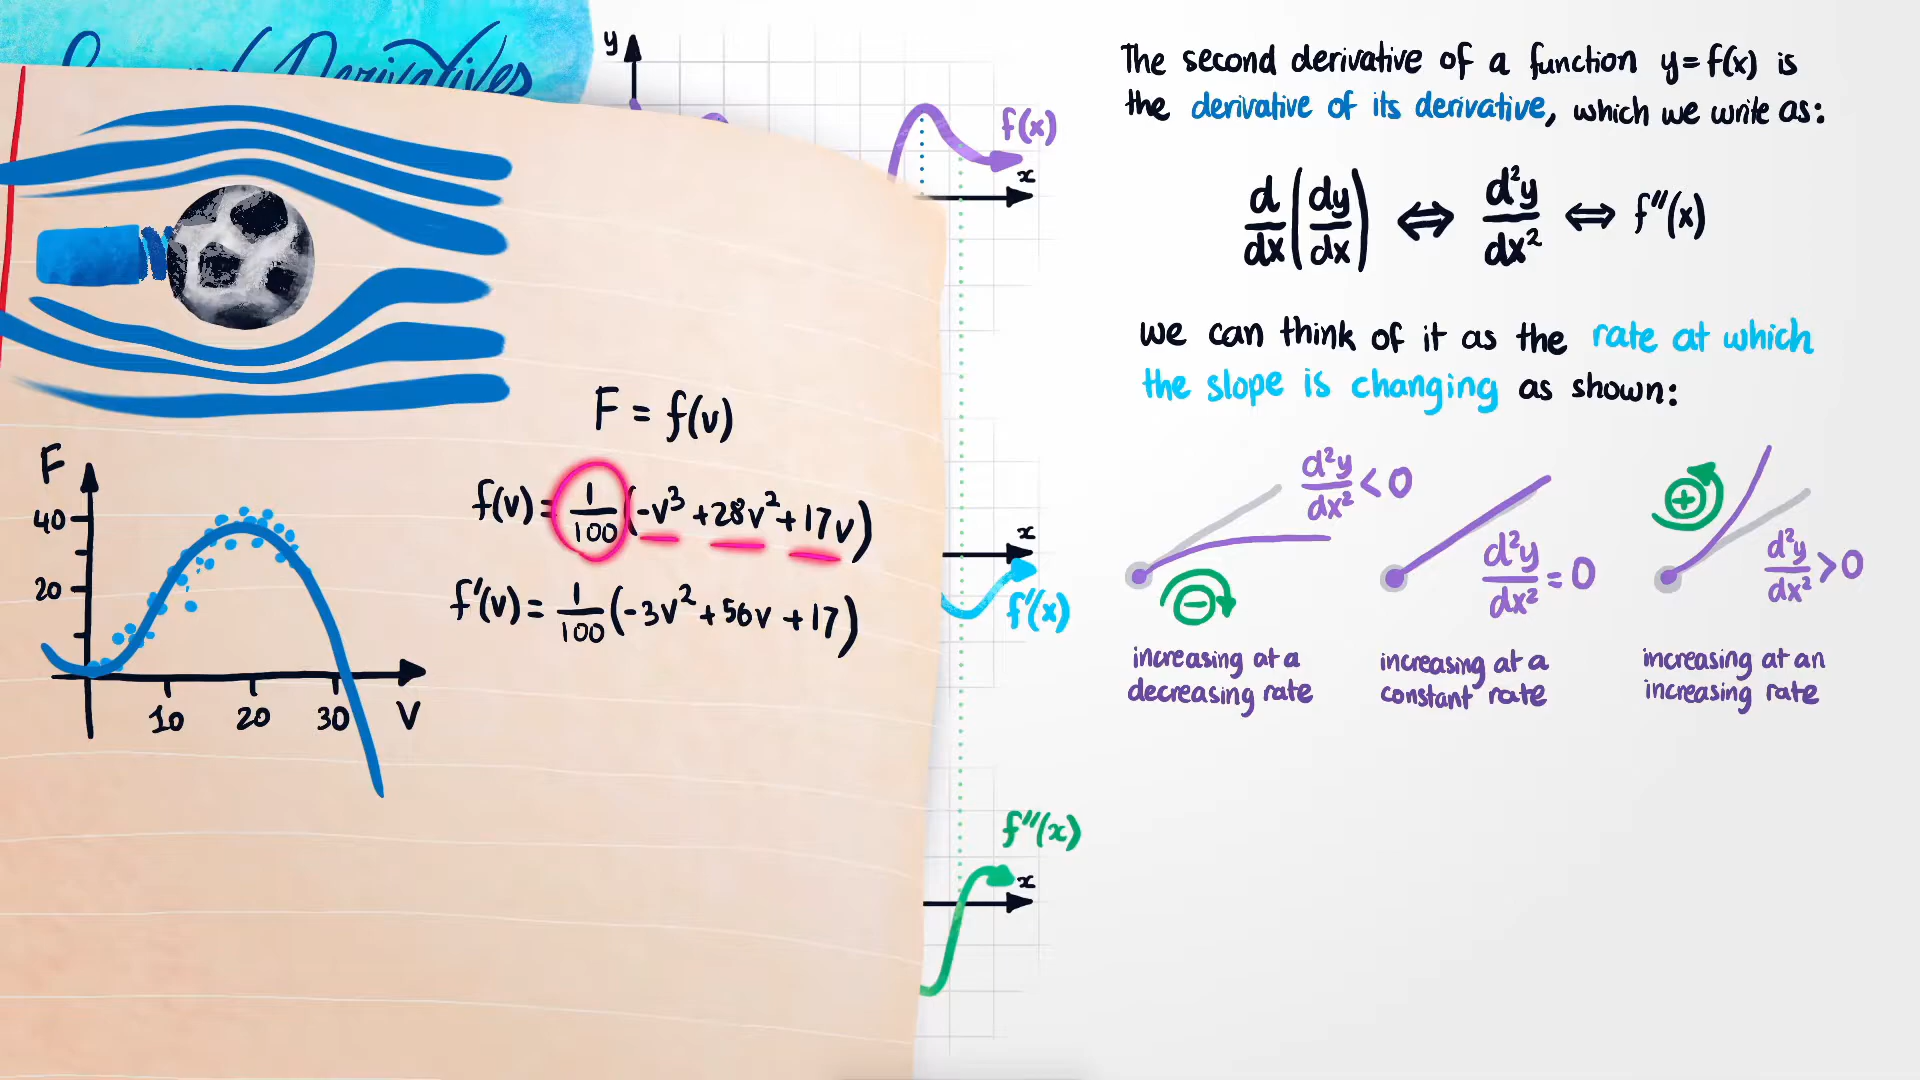 Second Derivatives
F = f(v)
f(v) = 1/100 (-v³ + 28v² + 17v)
f'(v) = 1/100 (-3v² + 56v + 17)
F
40
20
10 20 30 V
y
f(x)
x
x
f'(x)
f''(x)
x
The second derivative of a function y = f(x) is
the derivative of its derivative, which we write as:
d/dx (dy/dx) ⇔ d²y/dx² ⇔ f''(x)
we can think of it as the rate at which
the slope is changing as shown:
d²y/dx² < 0
−
increasing at a
decreasing rate
d²y/dx² = 0
increasing at a
constant rate
+
d²y/dx² > 0
increasing at an
increasing rate